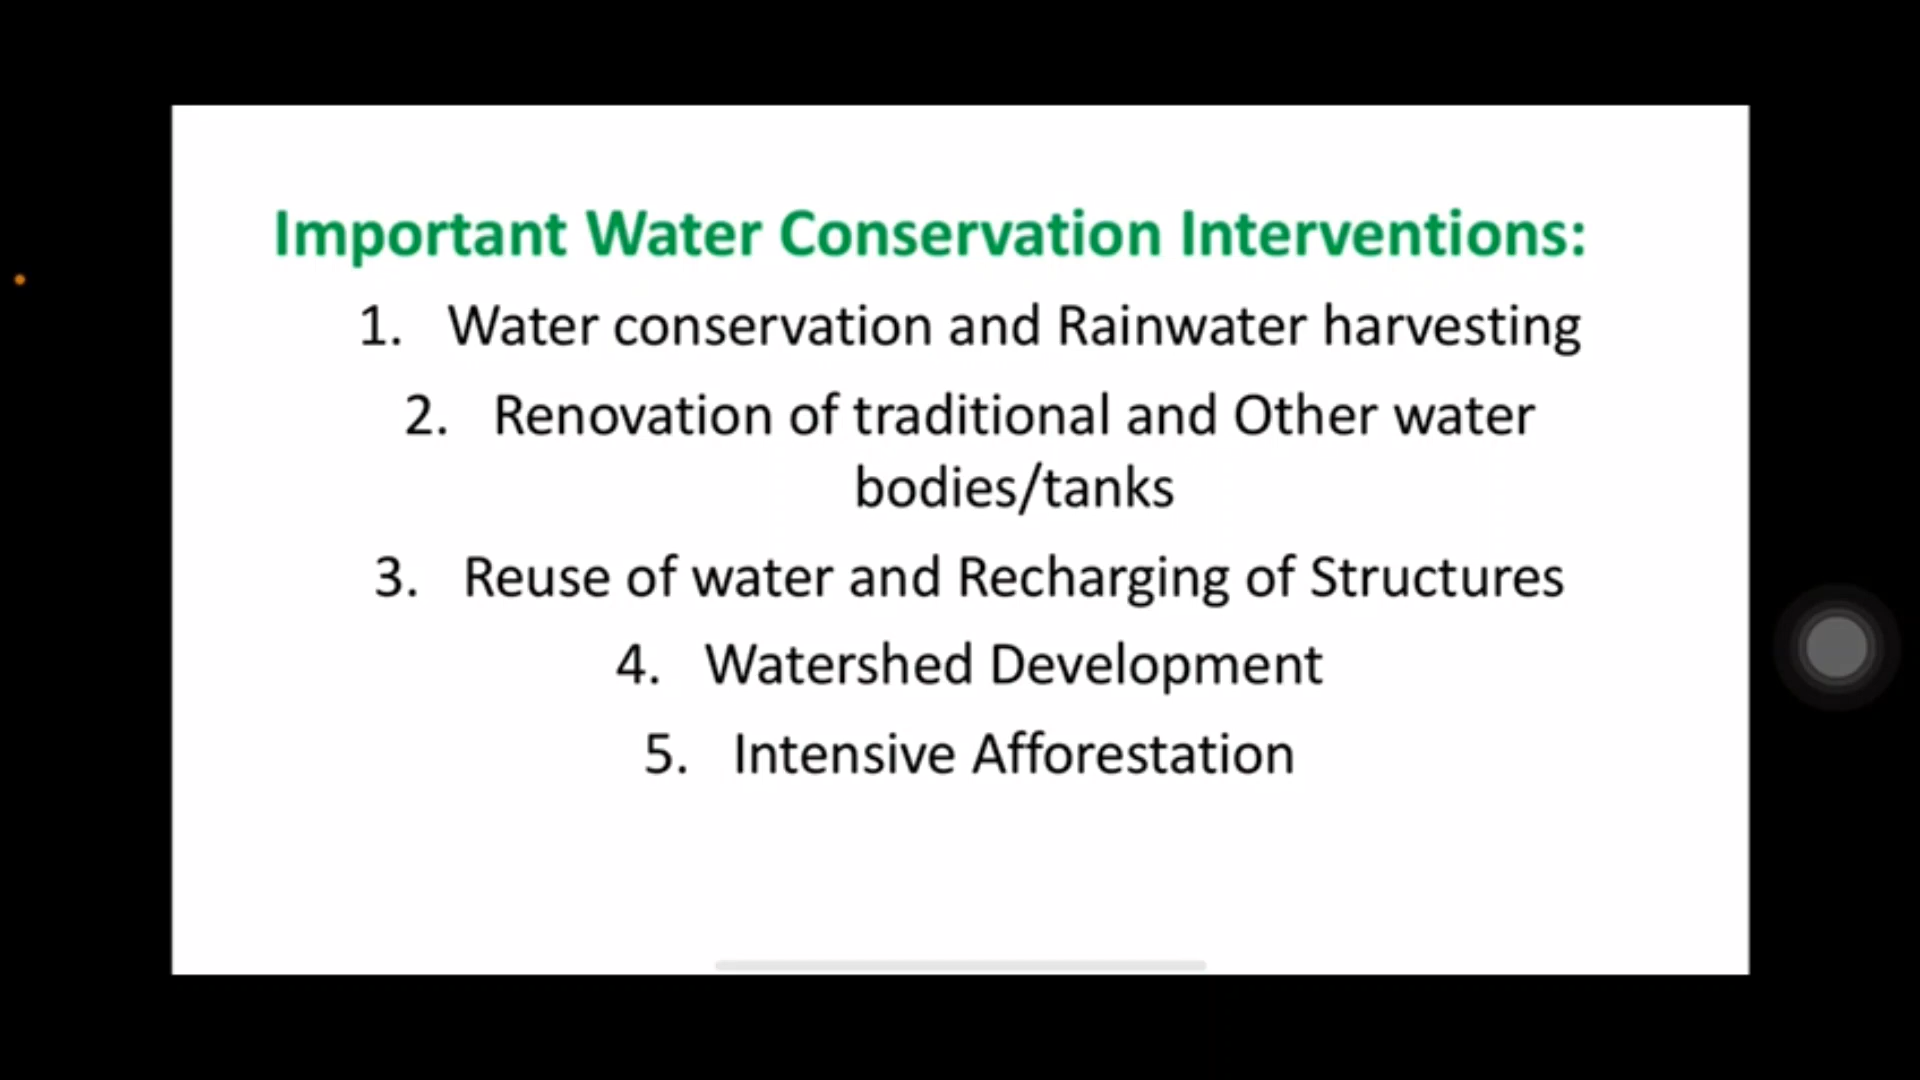 Important Water Conservation Interventions:
1. Water conservation and Rainwater harvesting
2. Renovation of traditional and Other water
bodies/tanks
3. Reuse of water and Recharging of Structures
4. Watershed Development
5. Intensive Afforestation